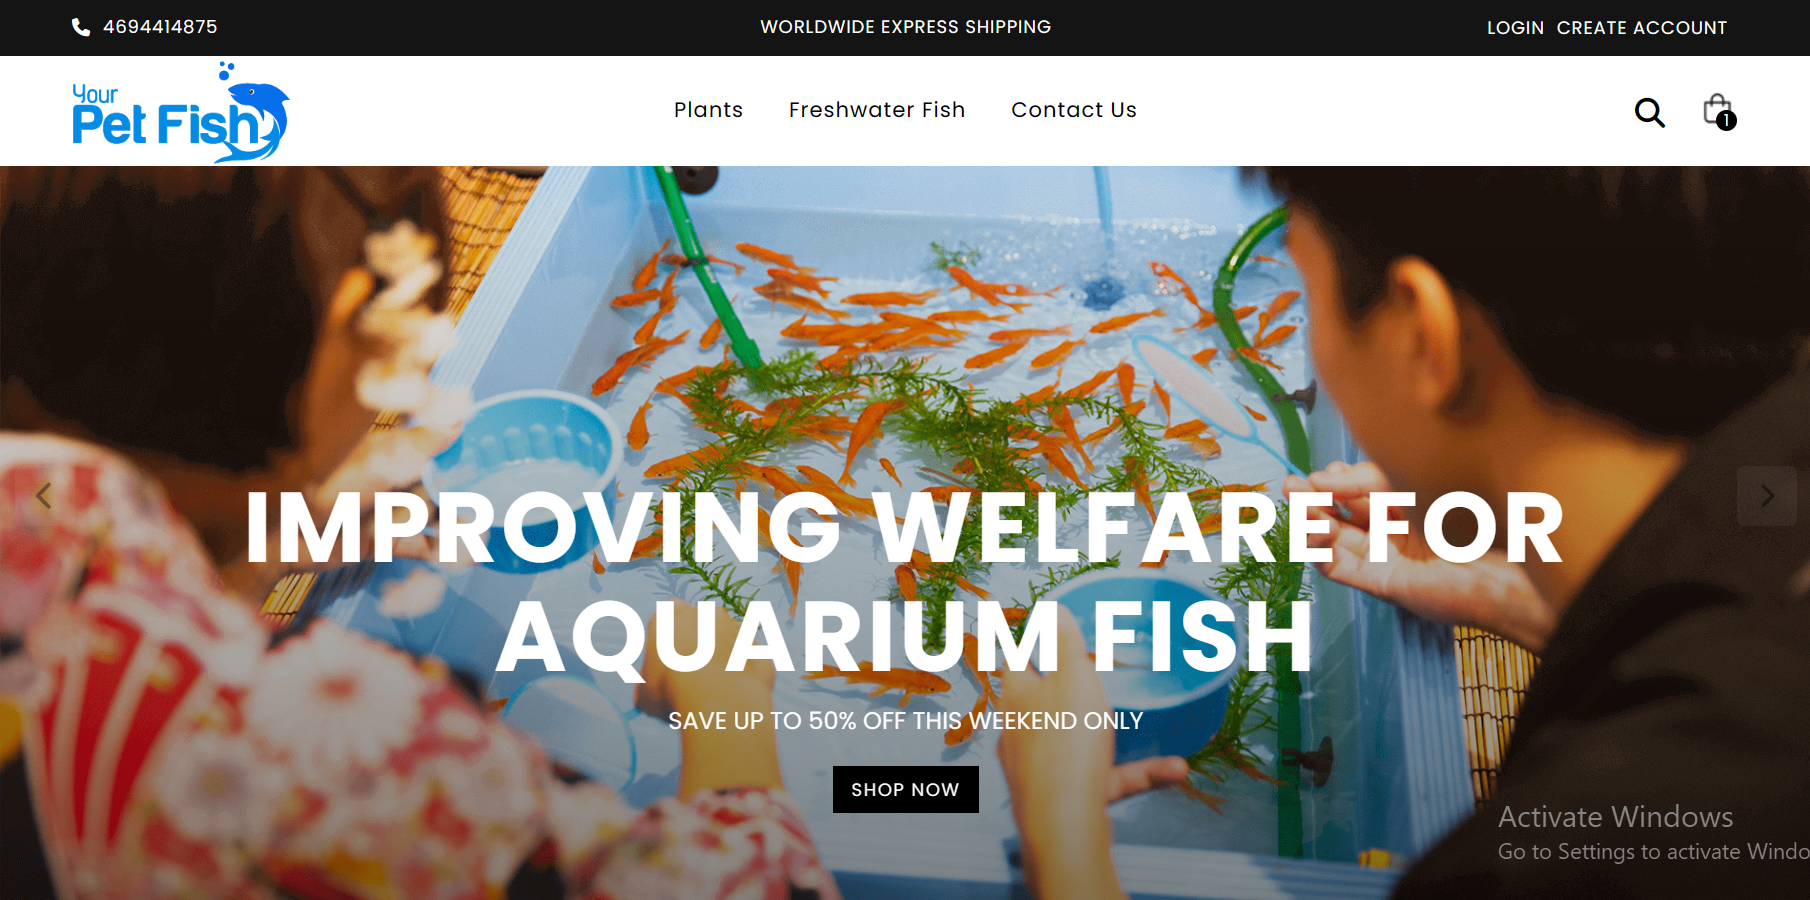 4694414875
WORLDWIDE EXPRESS SHIPPING
LOGIN CREATE ACCOUNT
Your
Pet Fish
Plants Freshwater Fish Contact Us
1
IMPROVING WELFARE FOR
AQUARIUM FISH
SAVE UP TO 50% OFF THIS WEEKEND ONLY
SHOP NOW
Activate Windows
Go to Settings to activate Windo